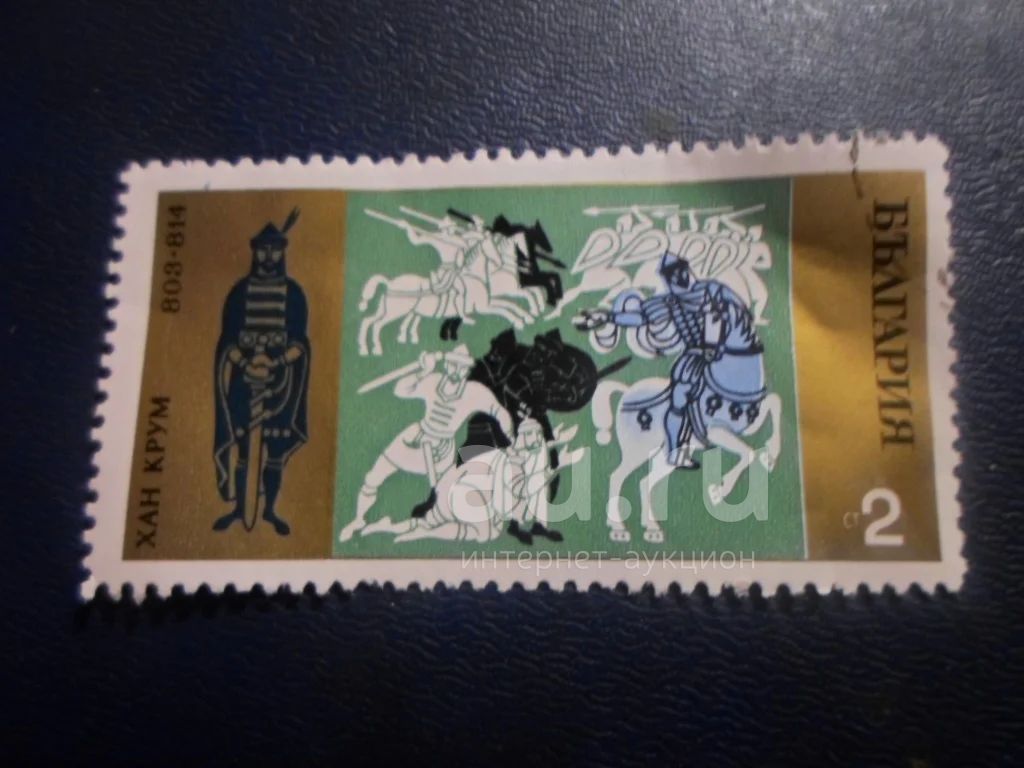 ХАН КРУМ 803-814
БЪЛГАРИЯ
ст 2
au.ru
интернет-аукцион